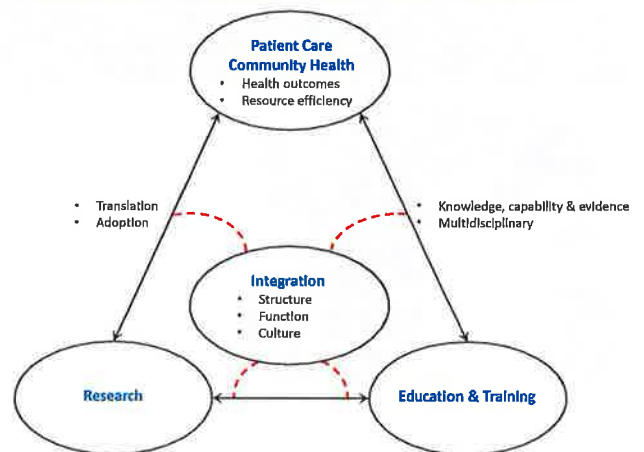 Patient Care
Community Health
• Health outcomes
• Resource efficiency
• Translation
• Adoption
• Knowledge, capability & evidence
• Multidisciplinary
Integration
• Structure
• Function
• Culture
Research
Education & Training